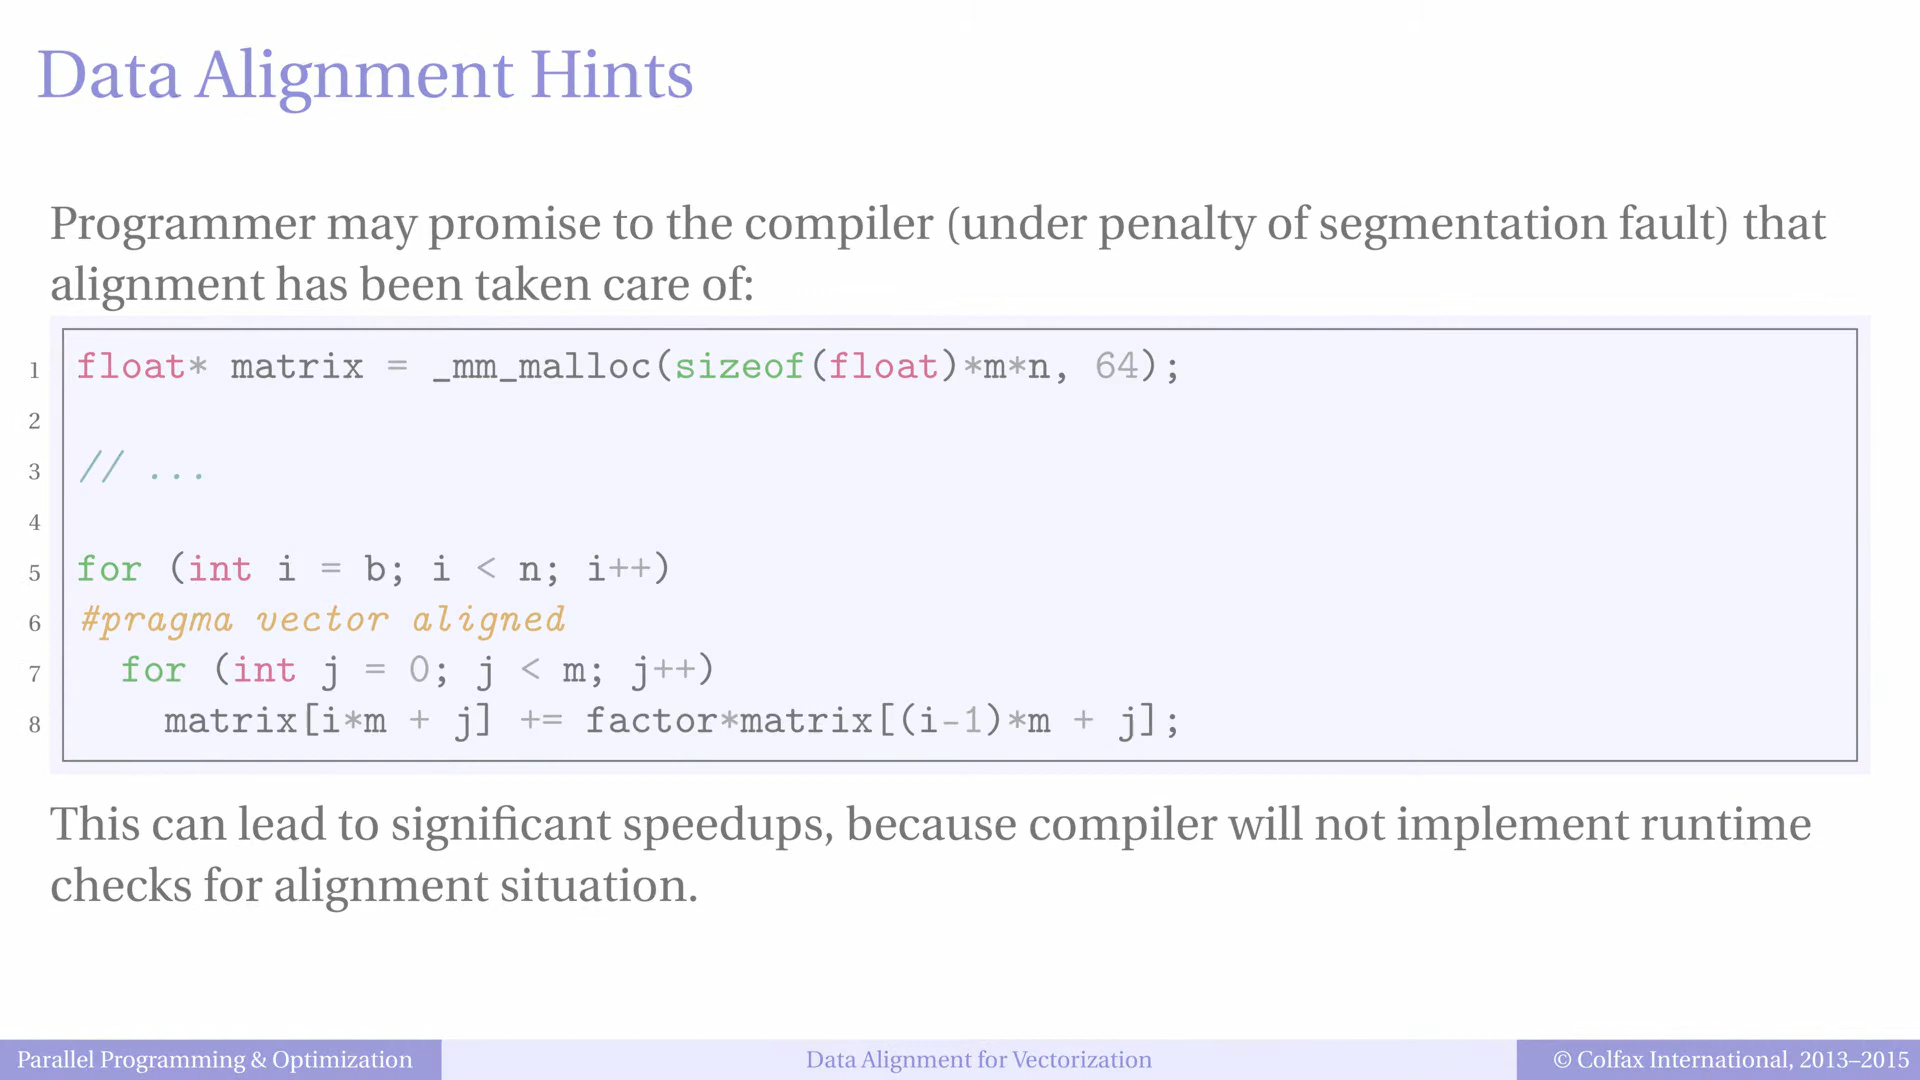 Data Alignment Hints
Programmer may promise to the compiler (under penalty of segmentation fault) that
alignment has been taken care of:
1 float* matrix = _mm_malloc(sizeof(float)*m*n, 64);
2
3 // ...
4
5 for (int i = b; i < n; i++)
6 #pragma vector aligned
7   for (int j = 0; j < m; j++)
8     matrix[i*m + j] += factor*matrix[(i-1)*m + j];
This can lead to significant speedups, because compiler will not implement runtime
checks for alignment situation.
Parallel Programming & Optimization
Data Alignment for Vectorization
© Colfax International, 2013–2015